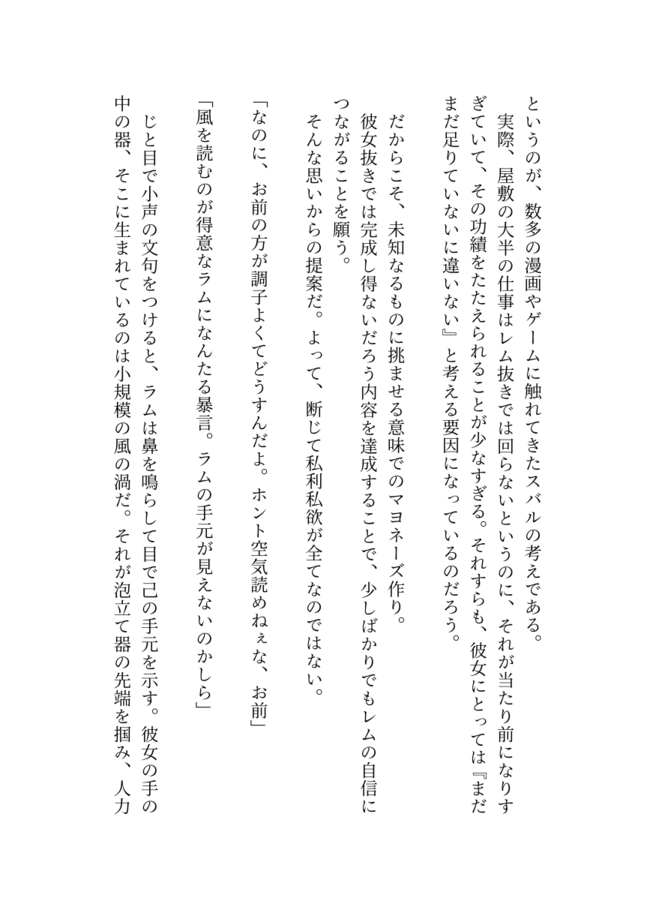 というのが、数多の漫画やゲームに触れてきたスバルの考えである。
　実際、屋敷の大半の仕事はレム抜きでは回らないというのに、それが当たり前になりす
ぎていて、その功績をたたえられることが少なすぎる。それすらも、彼女にとっては『まだ
まだ足りていないに違いない』と考える要因になっているのだろう。
　だからこそ、未知なるものに挑ませる意味でのマヨネーズ作り。
　彼女抜きでは完成し得ないだろう内容を達成することで、少しばかりでもレムの自信に
つながることを願う。
　そんな思いからの提案だ。よって、断じて私利私欲が全てなのではない。
「なのに、お前の方が調子よくてどうすんだよ。ホント空気読めねぇな、お前」
「風を読むのが得意なラムになんたる暴言。ラムの手元が見えないのかしら」
　じと目で小声の文句をつけると、ラムは鼻を鳴らして目で己の手元を示す。彼女の手の
中の器、そこに生まれているのは小規模の風の渦だ。それが泡立て器の先端を掴み、人力